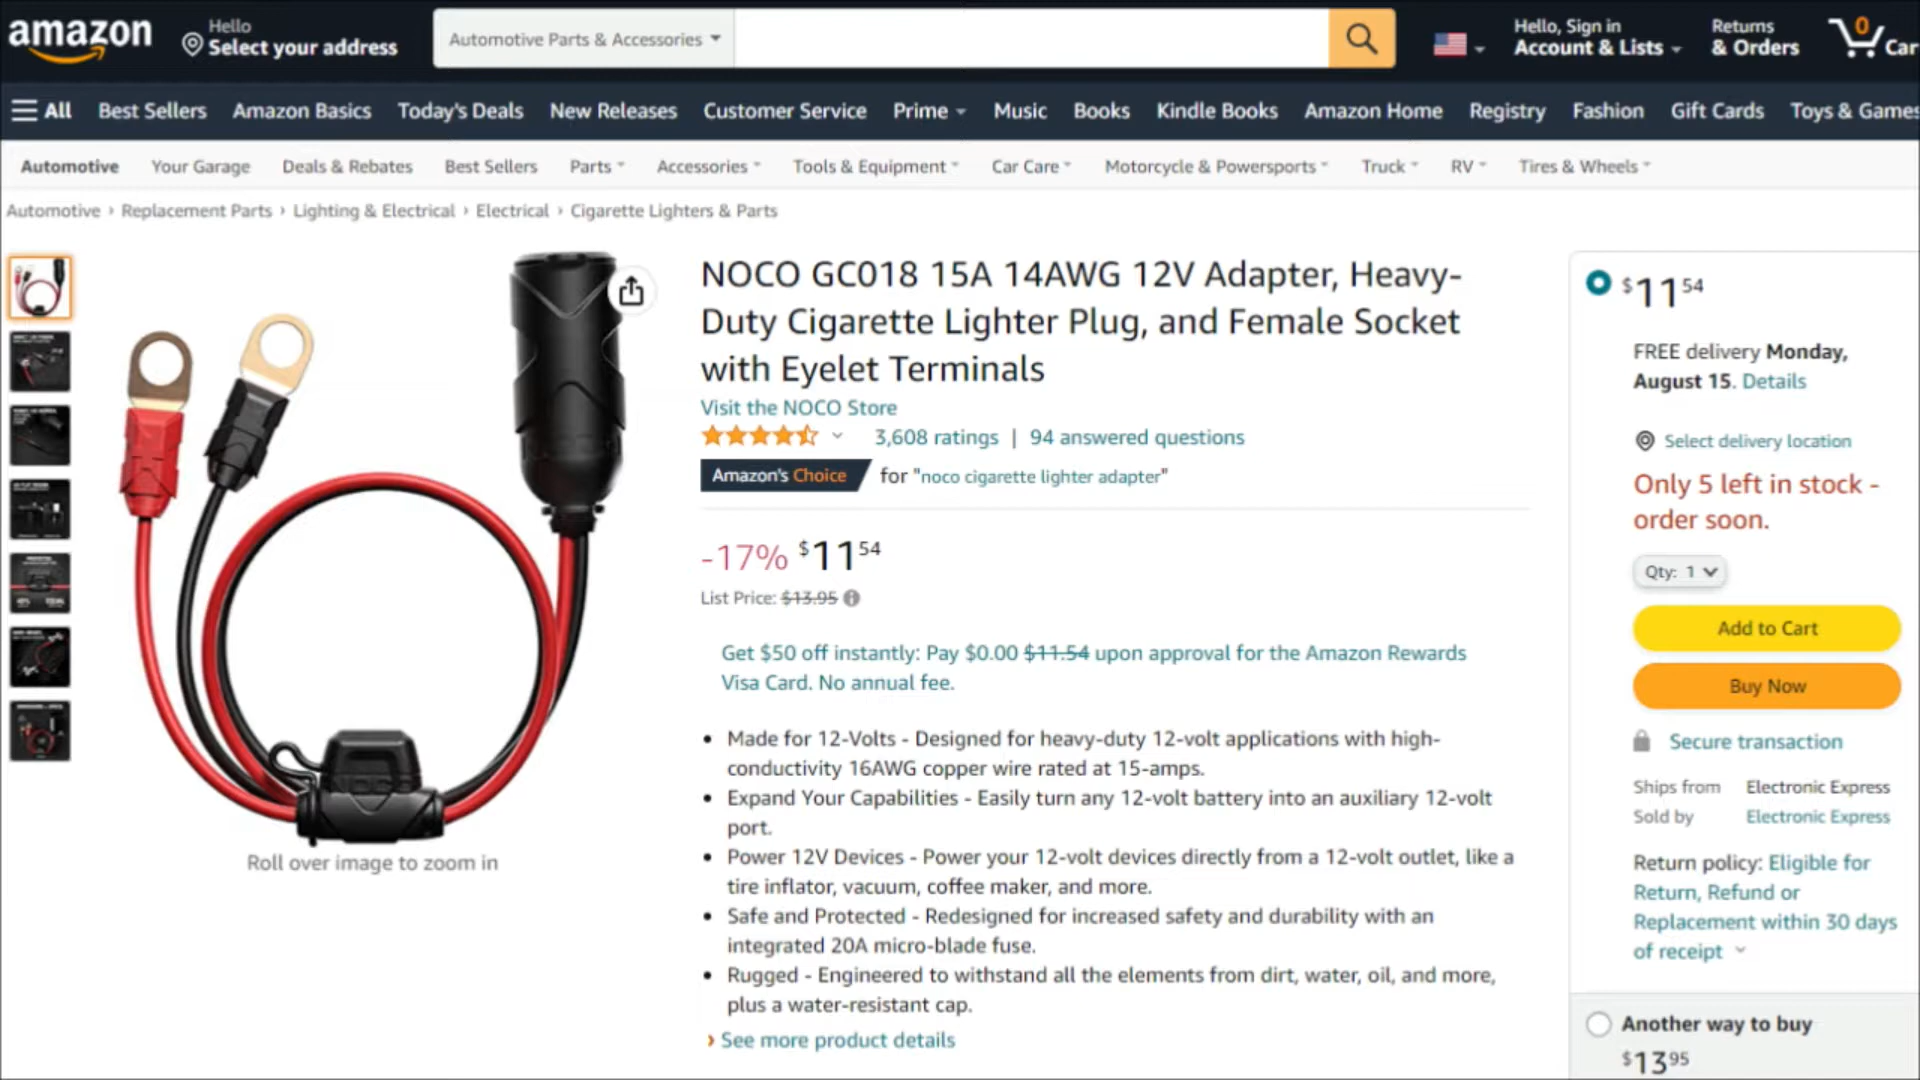 amazon
Hello
Select your address
Automotive Parts & Accessories
Hello, Sign in
Account & Lists
Returns
& Orders
0
Car
All Best Sellers Amazon Basics Today's Deals New Releases Customer Service Prime Music Books Kindle Books Amazon Home Registry Fashion Gift Cards Toys & Games
Automotive Your Garage Deals & Rebates Best Sellers Parts Accessories Tools & Equipment Car Care Motorcycle & Powersports Truck RV Tires & Wheels
Automotive › Replacement Parts › Lighting & Electrical › Electrical › Cigarette Lighters & Parts
NOCO GC018 15A 14AWG 12V Adapter, Heavy-
Duty Cigarette Lighter Plug, and Female Socket
with Eyelet Terminals
Visit the NOCO Store
3,608 ratings | 94 answered questions
Amazon's Choice for "noco cigarette lighter adapter"
-17% $11 54
List Price: $13.95
Get $50 off instantly: Pay $0.00 $11.54 upon approval for the Amazon Rewards
Visa Card. No annual fee.
• Made for 12-Volts - Designed for heavy-duty 12-volt applications with high-
conductivity 16AWG copper wire rated at 15-amps.
• Expand Your Capabilities - Easily turn any 12-volt battery into an auxiliary 12-volt
port.
• Power 12V Devices - Power your 12-volt devices directly from a 12-volt outlet, like a
tire inflator, vacuum, coffee maker, and more.
• Safe and Protected - Redesigned for increased safety and durability with an
integrated 20A micro-blade fuse.
• Rugged - Engineered to withstand all the elements from dirt, water, oil, and more,
plus a water-resistant cap.
› See more product details
Roll over image to zoom in
$11 54
FREE delivery Monday,
August 15. Details
Select delivery location
Only 5 left in stock -
order soon.
Qty: 1
Add to Cart
Buy Now
Secure transaction
Ships from Electronic Express
Sold by Electronic Express
Return policy: Eligible for
Return, Refund or
Replacement within 30 days
of receipt
Another way to buy
$13 95